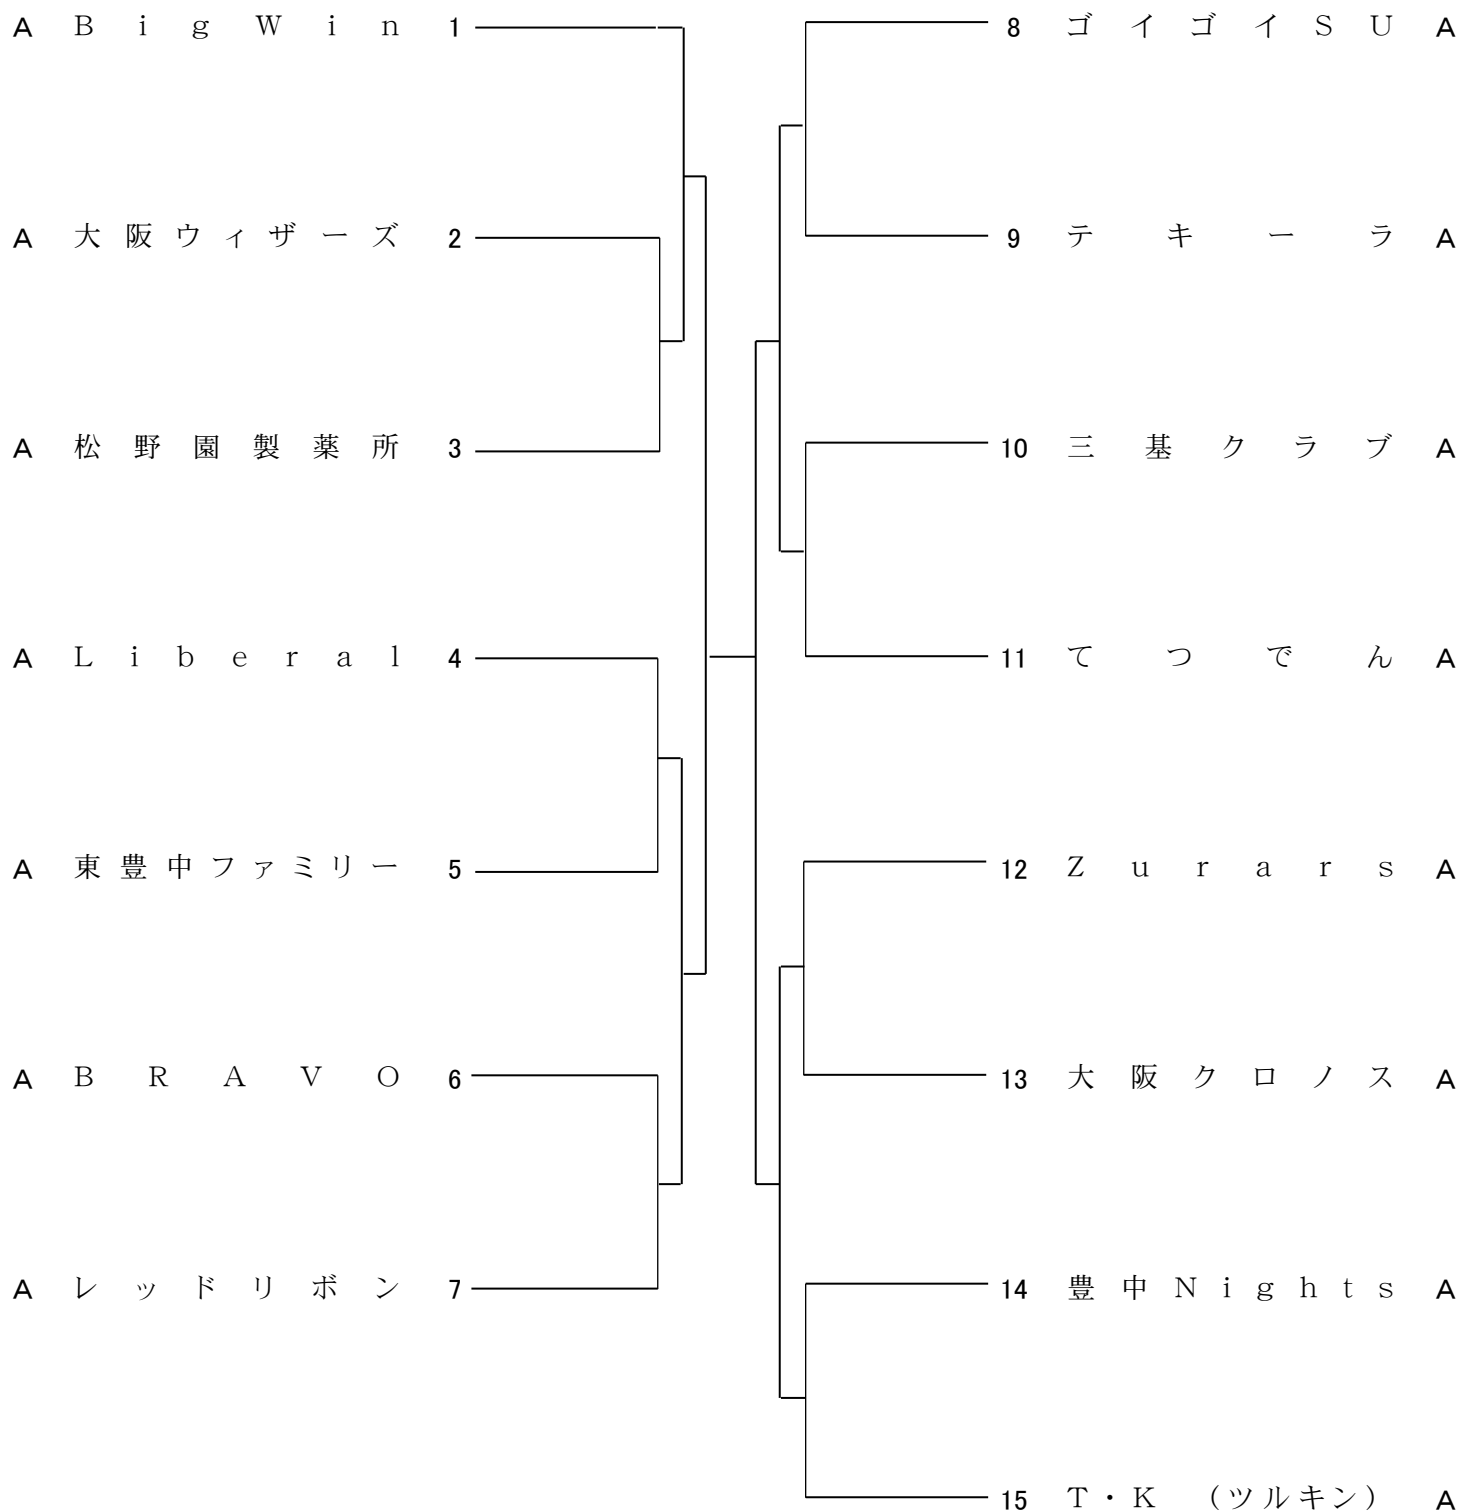 A BigWin 1
A 大阪ウィザーズ 2
A 松野園製薬所 3
A Liberal 4
A 東豊中ファミリー 5
A BRAVO 6
A レッドリボン 7
8 ゴイゴイSU A
9 テキーラ A
10 三基クラブ A
11 てつでん A
12 Zurars A
13 大阪クロノス A
14 豊中Nights A
15 T・K（ツルキン） A